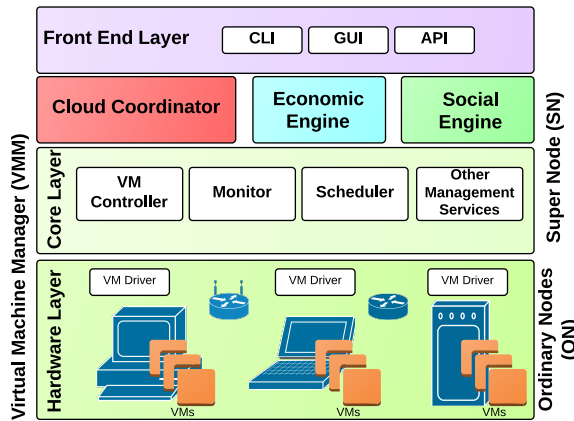 Front End Layer
CLI
GUI
API
Cloud Coordinator
Economic
Engine
Social
Engine
Virtual Machine Manager (VMM)
Super Node (SN)
Core Layer
VM
Controller
Monitor
Scheduler
Other
Management
Services
Hardware Layer
VM Driver
VM Driver
VM Driver
VMs
VMs
VMs
Ordinary Nodes
(ON)